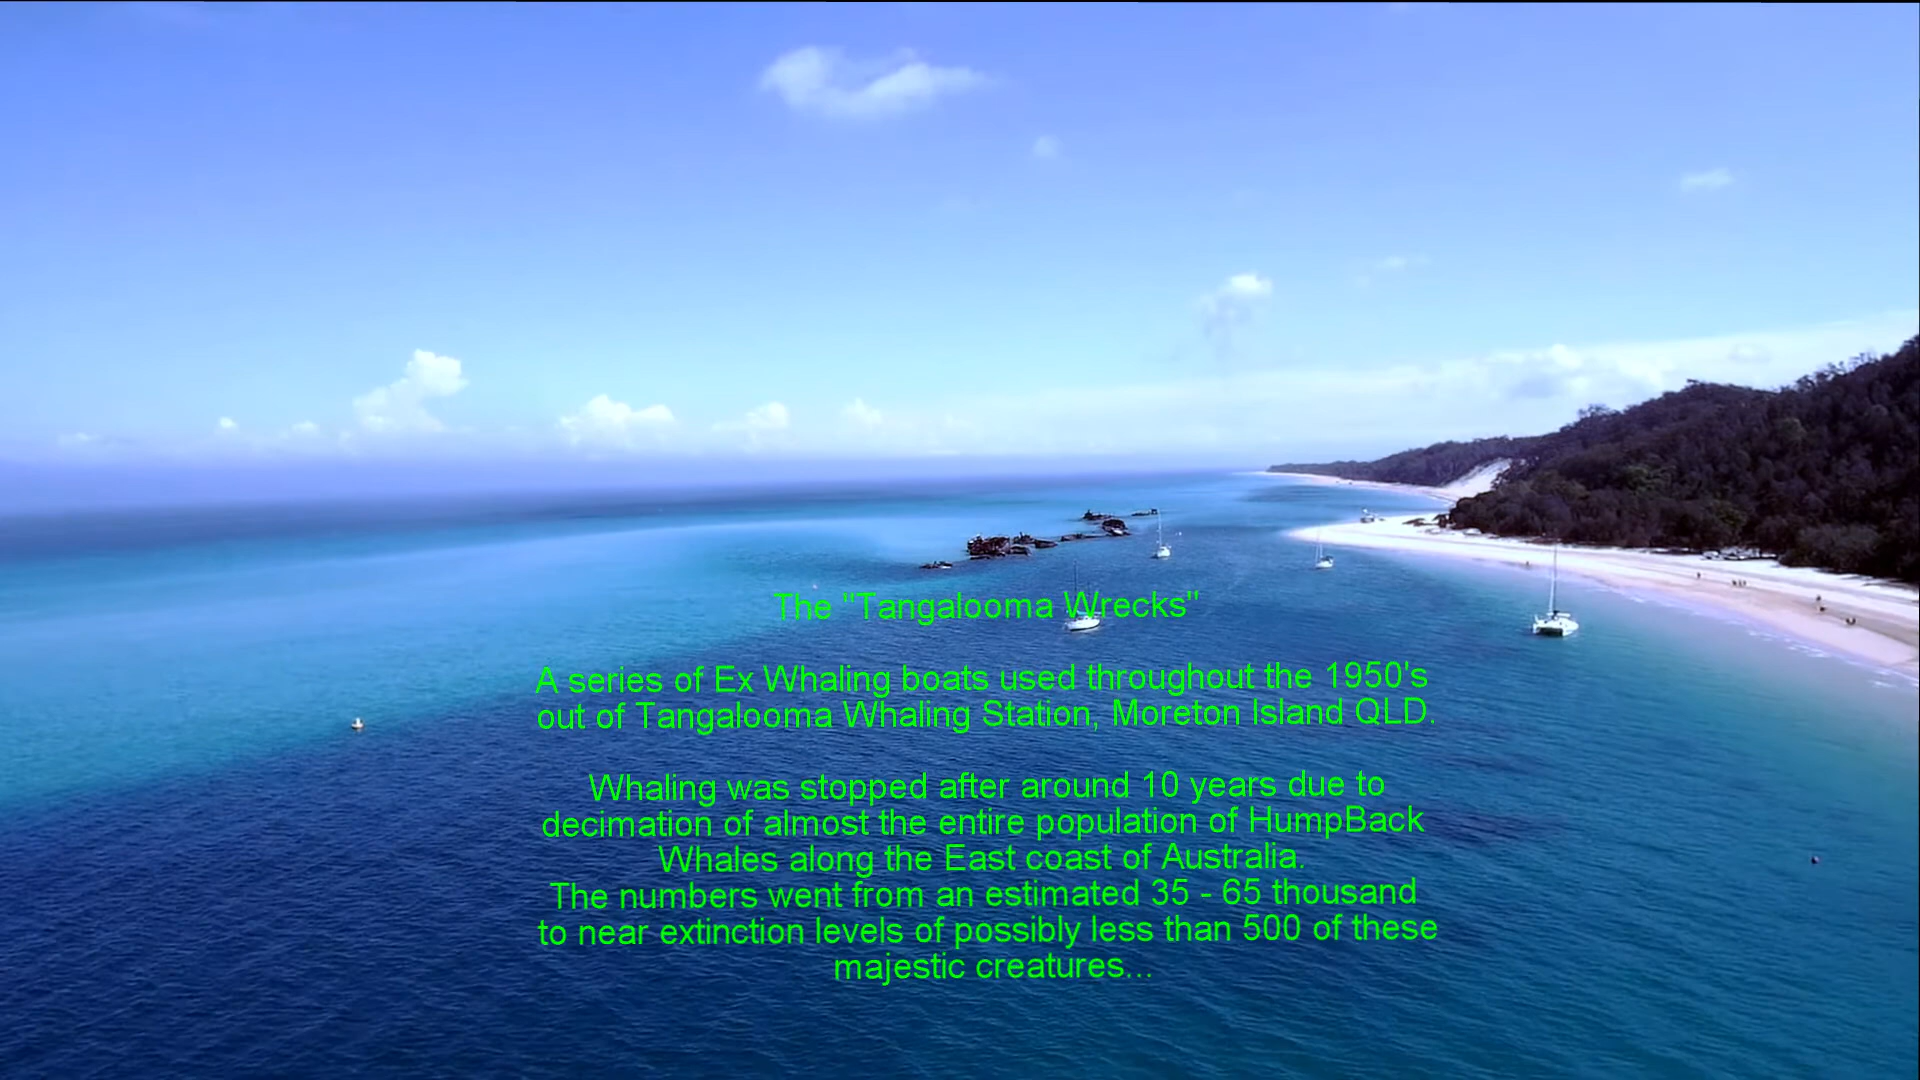 The "Tangalooma Wrecks"
A series of Ex Whaling boats used throughout the 1950's
out of Tangalooma Whaling Station, Moreton Island QLD.
Whaling was stopped after around 10 years due to
decimation of almost the entire population of HumpBack
Whales along the East coast of Australia.
The numbers went from an estimated 35 - 65 thousand
to near extinction levels of possibly less than 500 of these
majestic creatures...